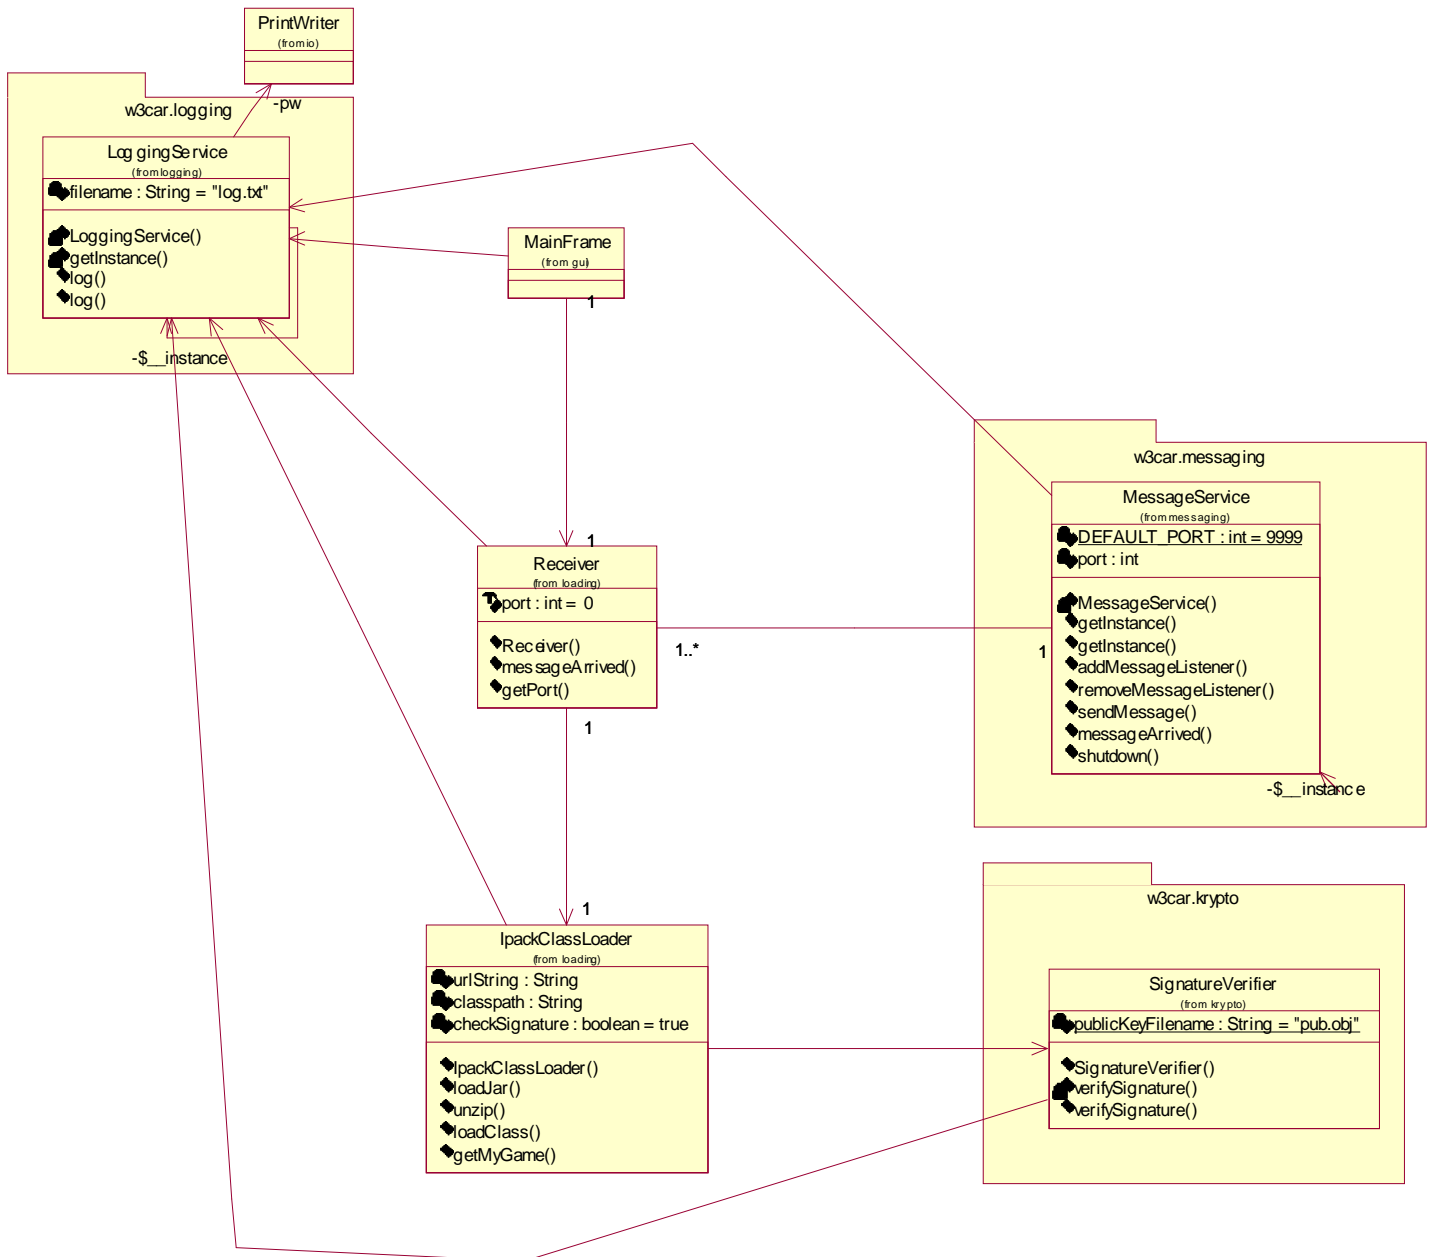 PrintWriter
(from io)
-pw
w3car.logging
LoggingService
(from logging)
filename : String = "log.txt"
LoggingService()
getInstance()
log()
log()
-$__instance
MainFrame
(from gui)
1
1
Receiver
(from loading)
port : int = 0
Receiver()
messageArrived()
getPort()
1..*
1
1
w3car.messaging
MessageService
(from messaging)
DEFAULT_PORT : int = 9999
port : int
MessageService()
getInstance()
getInstance()
addMessageListener()
removeMessageListener()
sendMessage()
messageArrived()
shutdown()
-$__instance
1
IpackClassLoader
(from loading)
urlString : String
classpath : String
checkSignature : boolean = true
IpackClassLoader()
loadJar()
unzip()
loadClass()
getMyGame()
w3car.krypto
SignatureVerifier
(from krypto)
publicKeyFilename : String = "pub.obj"
SignatureVerifier()
verifySignature()
verifySignature()